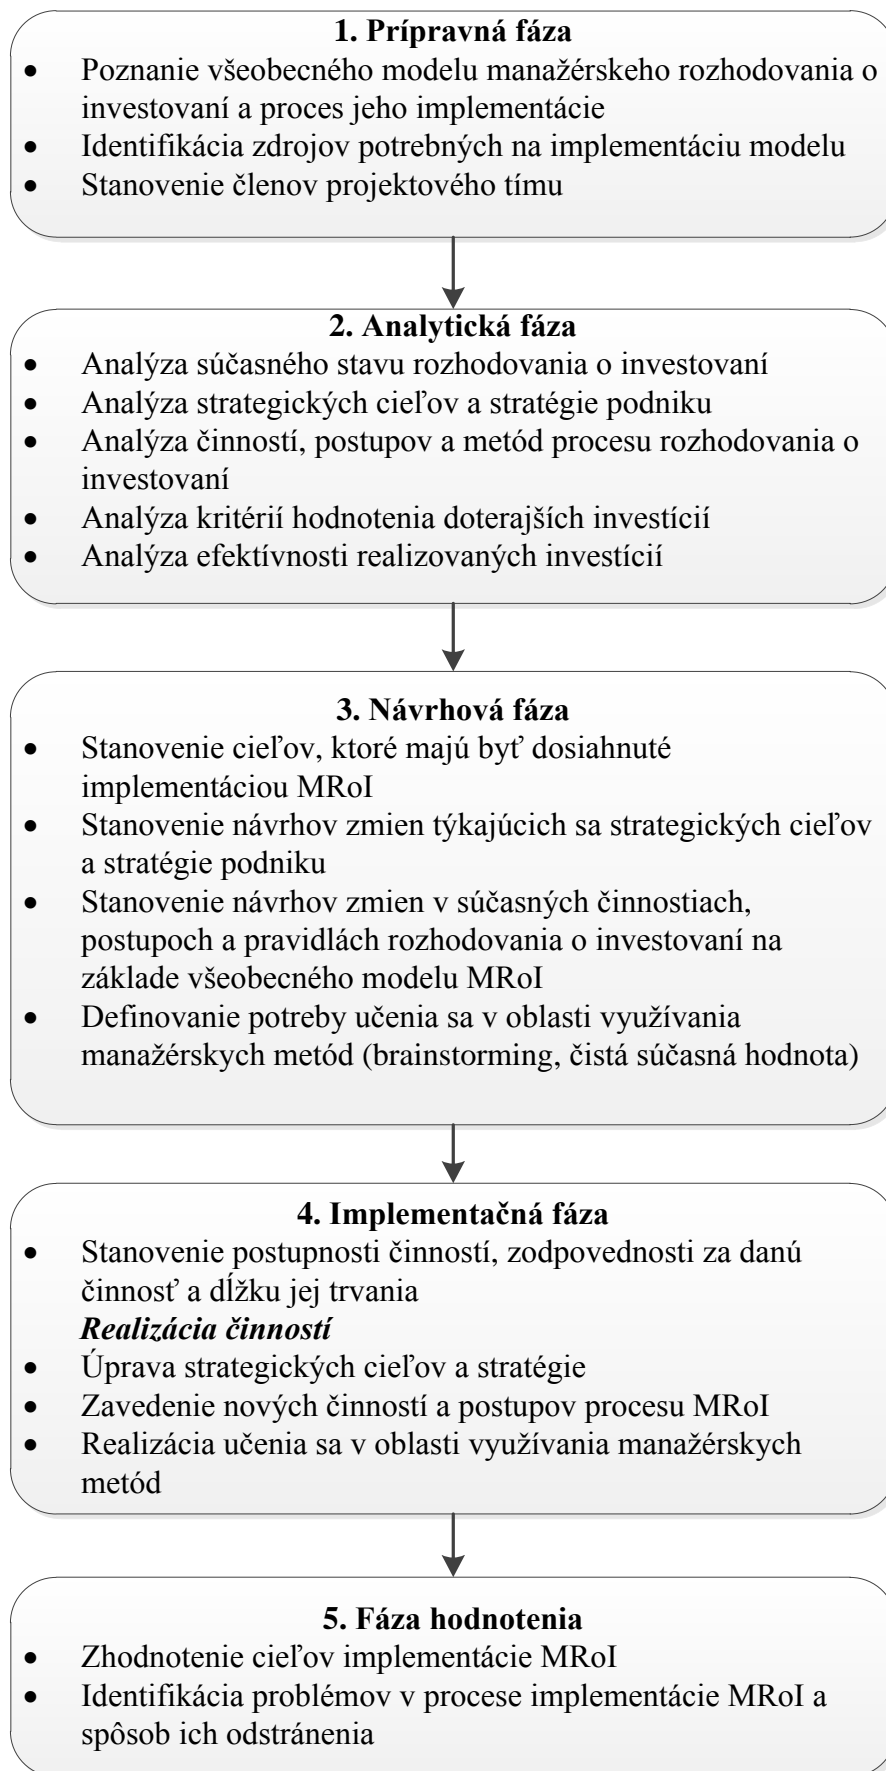 1. Prípravná fáza
• Poznanie všeobecného modelu manažérskeho rozhodovania o
investovaní a proces jeho implementácie
• Identifikácia zdrojov potrebných na implementáciu modelu
• Stanovenie členov projektového tímu
2. Analytická fáza
• Analýza súčasného stavu rozhodovania o investovaní
• Analýza strategických cieľov a stratégie podniku
• Analýza činností, postupov a metód procesu rozhodovania o
investovaní
• Analýza kritérií hodnotenia doterajších investícií
• Analýza efektívnosti realizovaných investícií
3. Návrhová fáza
• Stanovenie cieľov, ktoré majú byť dosiahnuté
implementáciou MRoI
• Stanovenie návrhov zmien týkajúcich sa strategických cieľov
a stratégie podniku
• Stanovenie návrhov zmien v súčasných činnostiach,
postupoch a pravidlách rozhodovania o investovaní na
základe všeobecného modelu MRoI
• Definovanie potreby učenia sa v oblasti využívania
manažérskych metód (brainstorming, čistá súčasná hodnota)
4. Implementačná fáza
• Stanovenie postupnosti činností, zodpovednosti za danú
činnosť a dĺžku jej trvania
Realizácia činností
• Úprava strategických cieľov a stratégie
• Zavedenie nových činností a postupov procesu MRoI
• Realizácia učenia sa v oblasti využívania manažérskych
metód
5. Fáza hodnotenia
• Zhodnotenie cieľov implementácie MRoI
• Identifikácia problémov v procese implementácie MRoI a
spôsob ich odstránenia